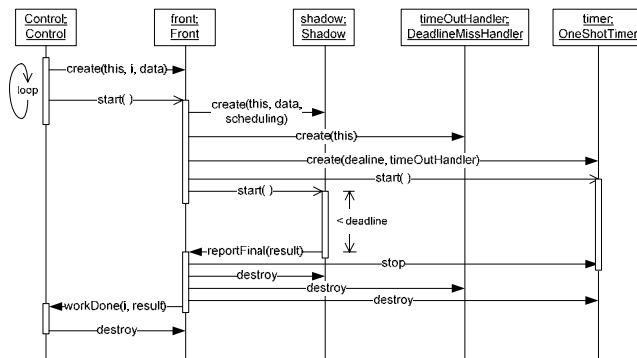 Control;
Control
front;
Front
shadow;
Shadow
timeOutHandler;
DeadlineMissHandler
timer;
OneShotTimer
create(this, i, data)
loop
start( )
create(this, data,
scheduling)
create(this)
create(dealine, timeOutHandler)
start( )
start( )
< deadline
reportFinal(result)
stop
destroy
destroy
workDone(i, result)
destroy
destroy